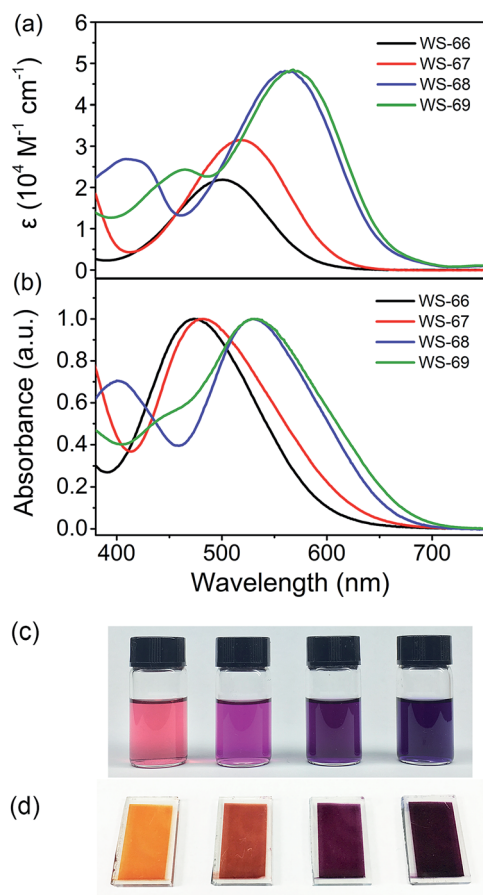 (a)
6
5
4
3
2
1
0
ε (10⁴ M⁻¹ cm⁻¹)
WS-66
WS-67
WS-68
WS-69
(b)
1.0
0.8
0.6
0.4
0.2
0.0
Absorbance (a.u.)
WS-66
WS-67
WS-68
WS-69
400 500 600 700
Wavelength (nm)
(c)
(d)